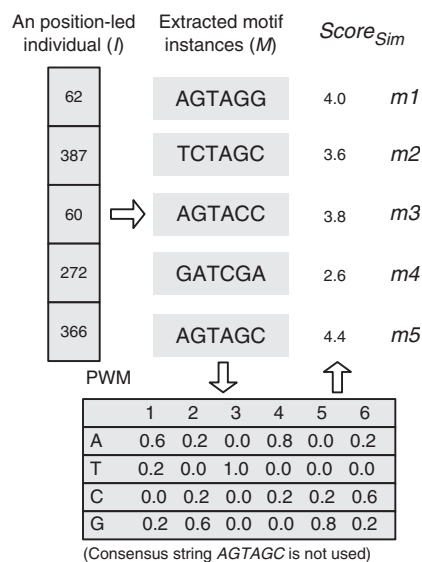 An position-led individual (I)
Extracted motif instances (M)
Score_Sim
62 AGTAGG 4.0 m1
387 TCTAGC 3.6 m2
60 AGTACC 3.8 m3
272 GATCGA 2.6 m4
366 AGTAGC 4.4 m5
PWM
1 2 3 4 5 6
A 0.6 0.2 0.0 0.8 0.0 0.2
T 0.2 0.0 1.0 0.0 0.0 0.0
C 0.0 0.2 0.0 0.2 0.2 0.6
G 0.2 0.6 0.0 0.0 0.8 0.2
(Consensus string AGTAGC is not used)